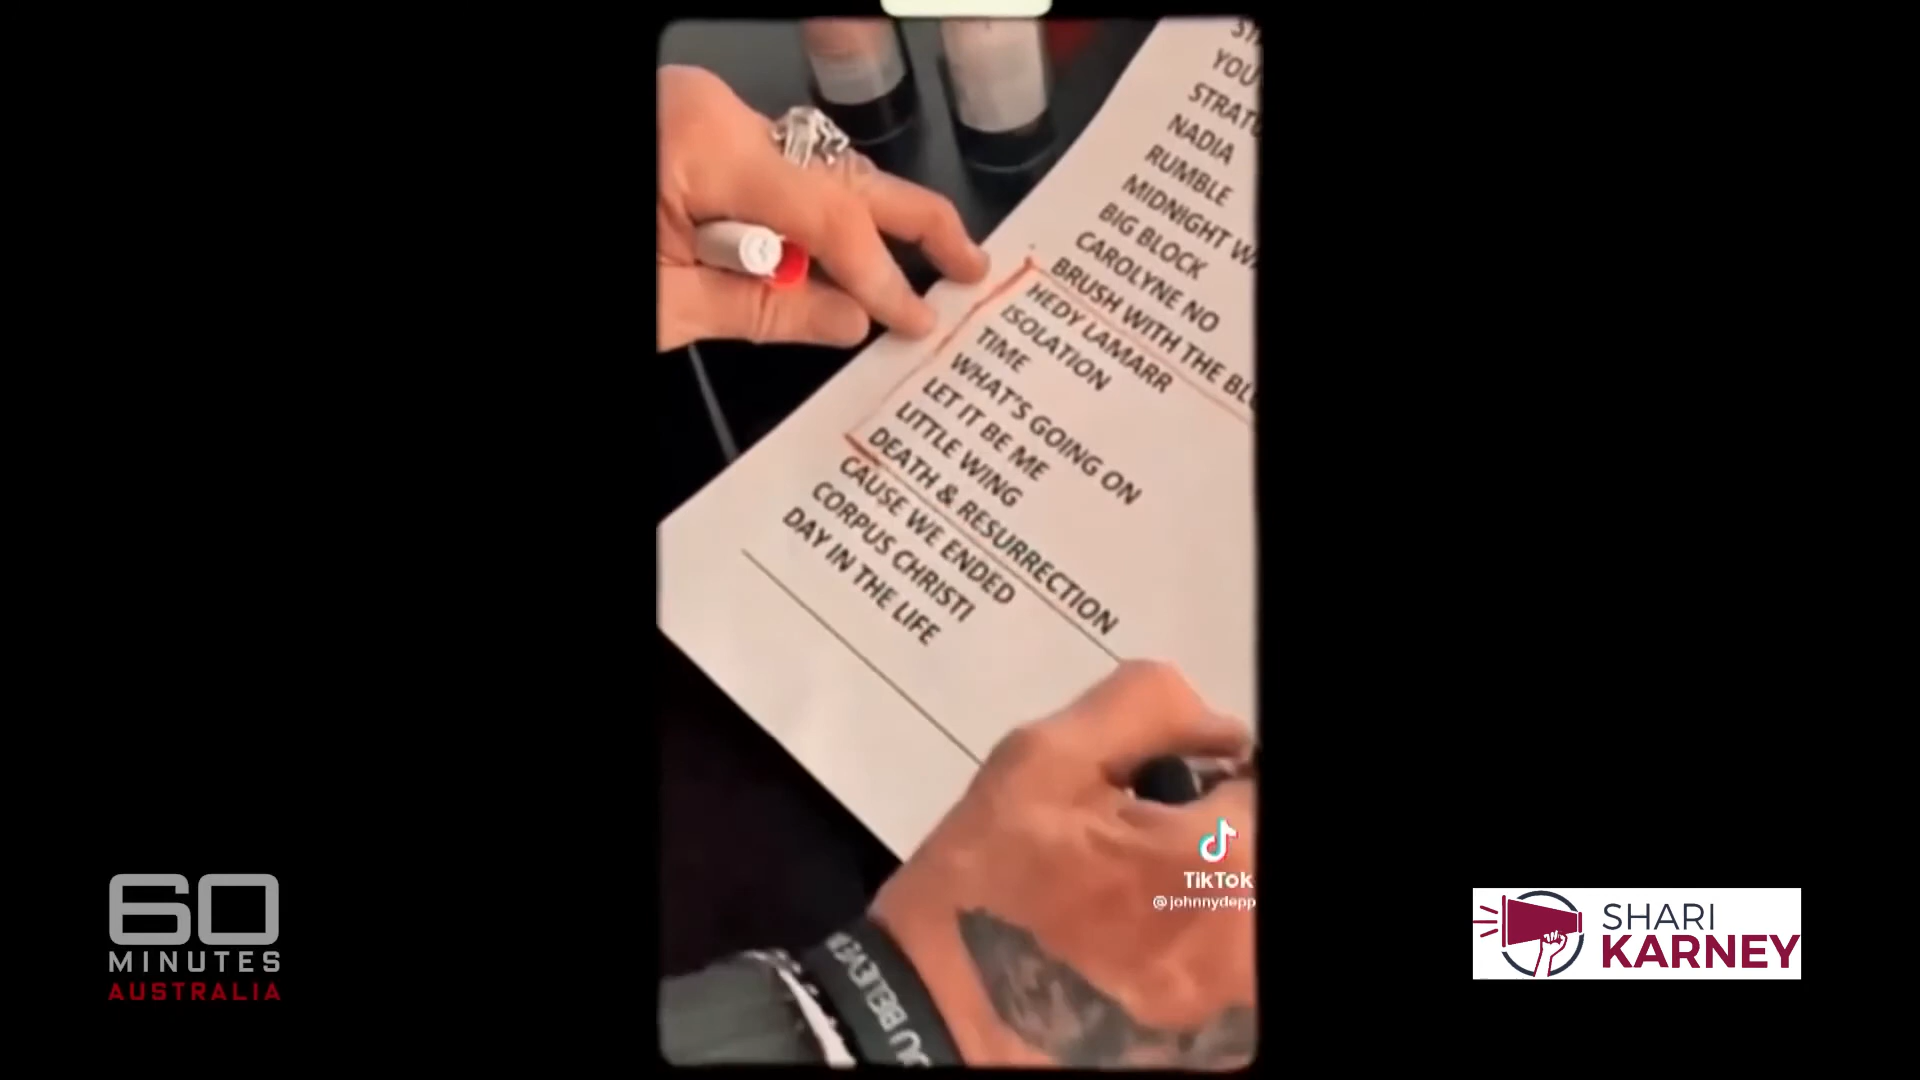 YOU
NADIA
RUMBLE
MIDNIGHT
BIG BLOCK
CAROLYNE NO
BRUSH WITH THE
HEDY LAMARR
ISOLATION
TIME
WHAT'S GOING ON
LET IT BE ME
LITTLE WING
DEATH & RESURRECTION
CAUSE WE ENDED
CORPUS CHRISTI
DAY IN THE LIFE
TikTok
@johnnydepp
60
MINUTES
AUSTRALIA
SHARI
KARNEY